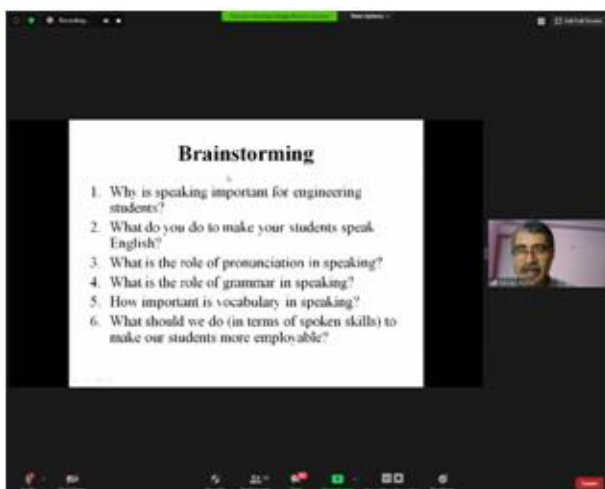 Recording...
Brainstorming
1. Why is speaking important for engineering
students?
2. What do you do to make your students speak
English?
3. What is the role of pronunciation in speaking?
4. What is the role of grammar in speaking?
5. How important is vocabulary in speaking?
6. What should we do (in terms of spoken skills) to
make our students more employable?